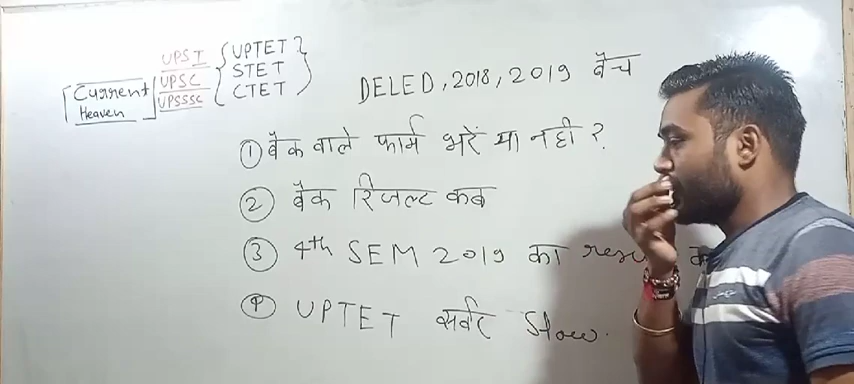 UPSI
UPSC
UPSSSC
Current
Heaven
UPTET
STET
CTET
DELED, 2018, 2019 बैच
① बैक वाले फार्म भरें या नही ?
② बैक रिजल्ट कब
③ 4th SEM 2019 का
④ UPTET सर्वर Slow.